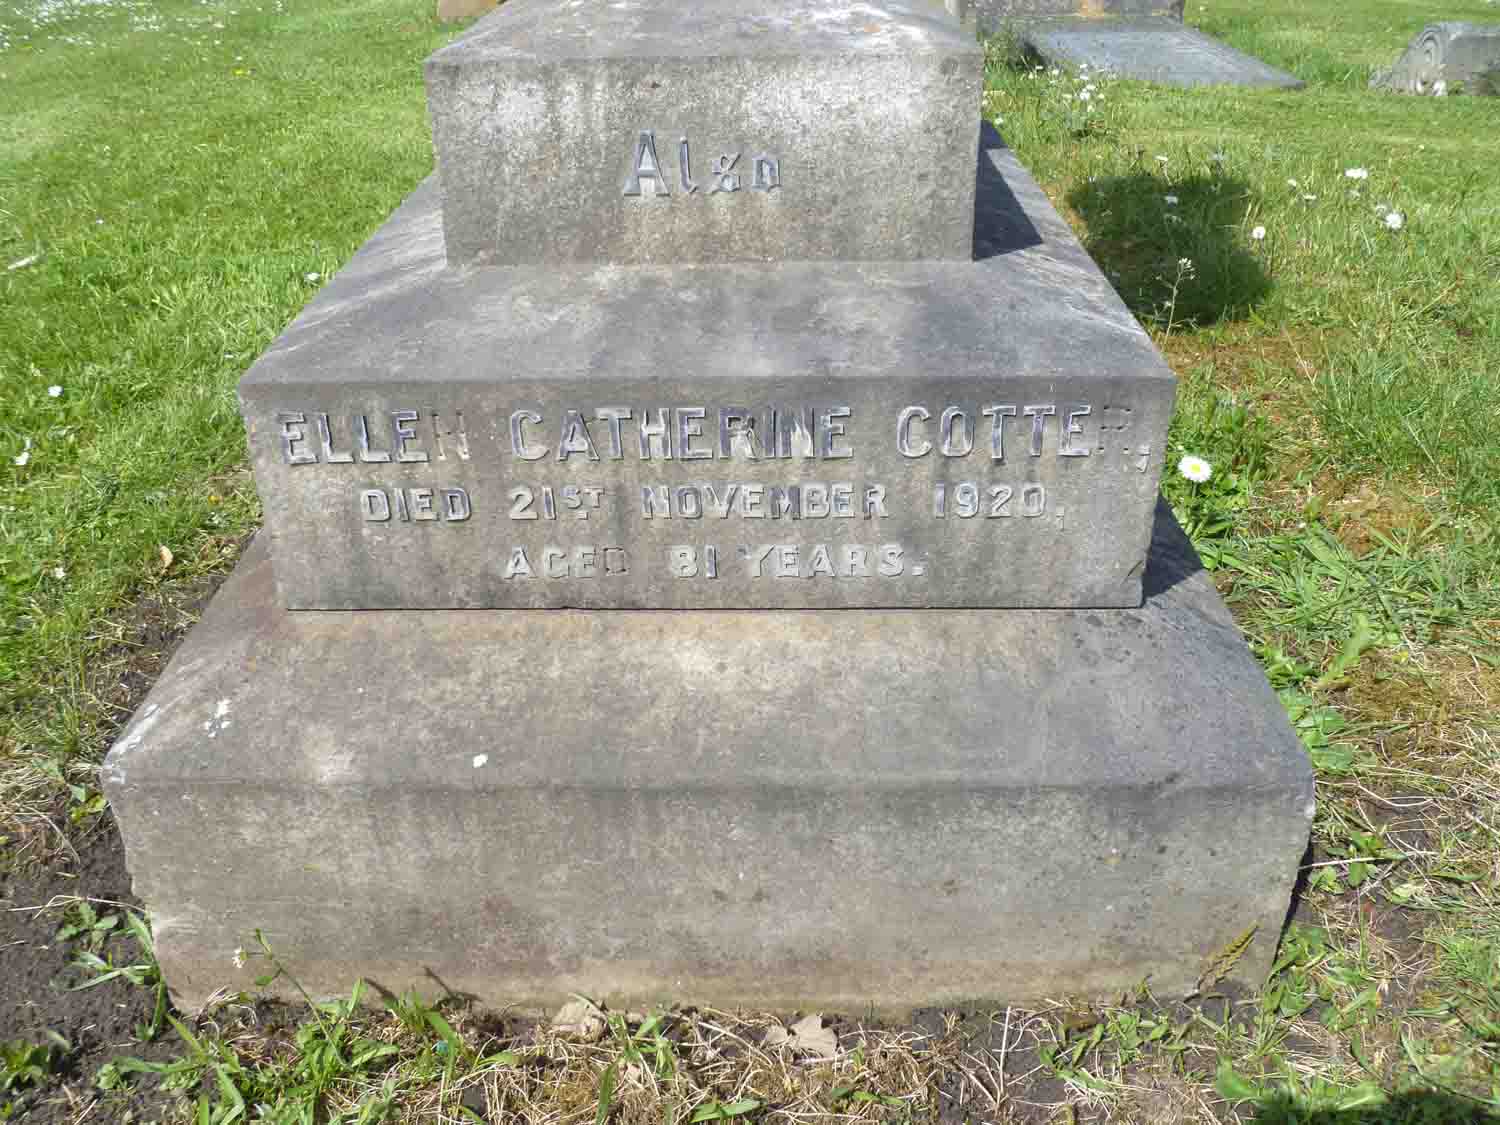 Also
ELLEN CATHERINE COTTER,
DIED 21ST NOVEMBER 1920,
AGED 81 YEARS.